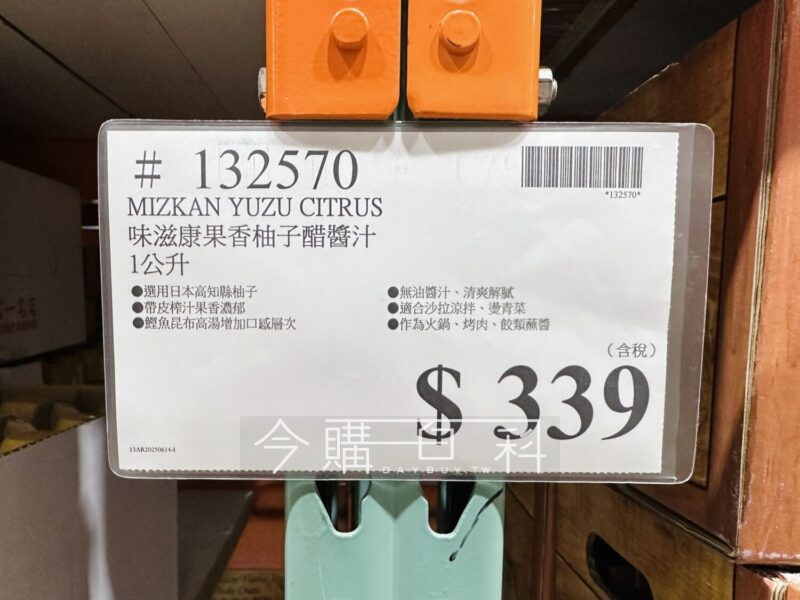 # 132570
*132570*
MIZKAN YUZU CITRUS
味滋康果香柚子醋醬汁
1公升
●選用日本高知縣柚子
●帶皮榨汁果香濃郁
●鰹魚昆布高湯增加口感層次
●無油醬汁、清爽解膩
●適合沙拉涼拌、燙青菜
●作為火鍋、烤肉、餃類蘸醬
(含稅)
$ 339
13AR20250614-1
今購百科
DAYBUY.TW